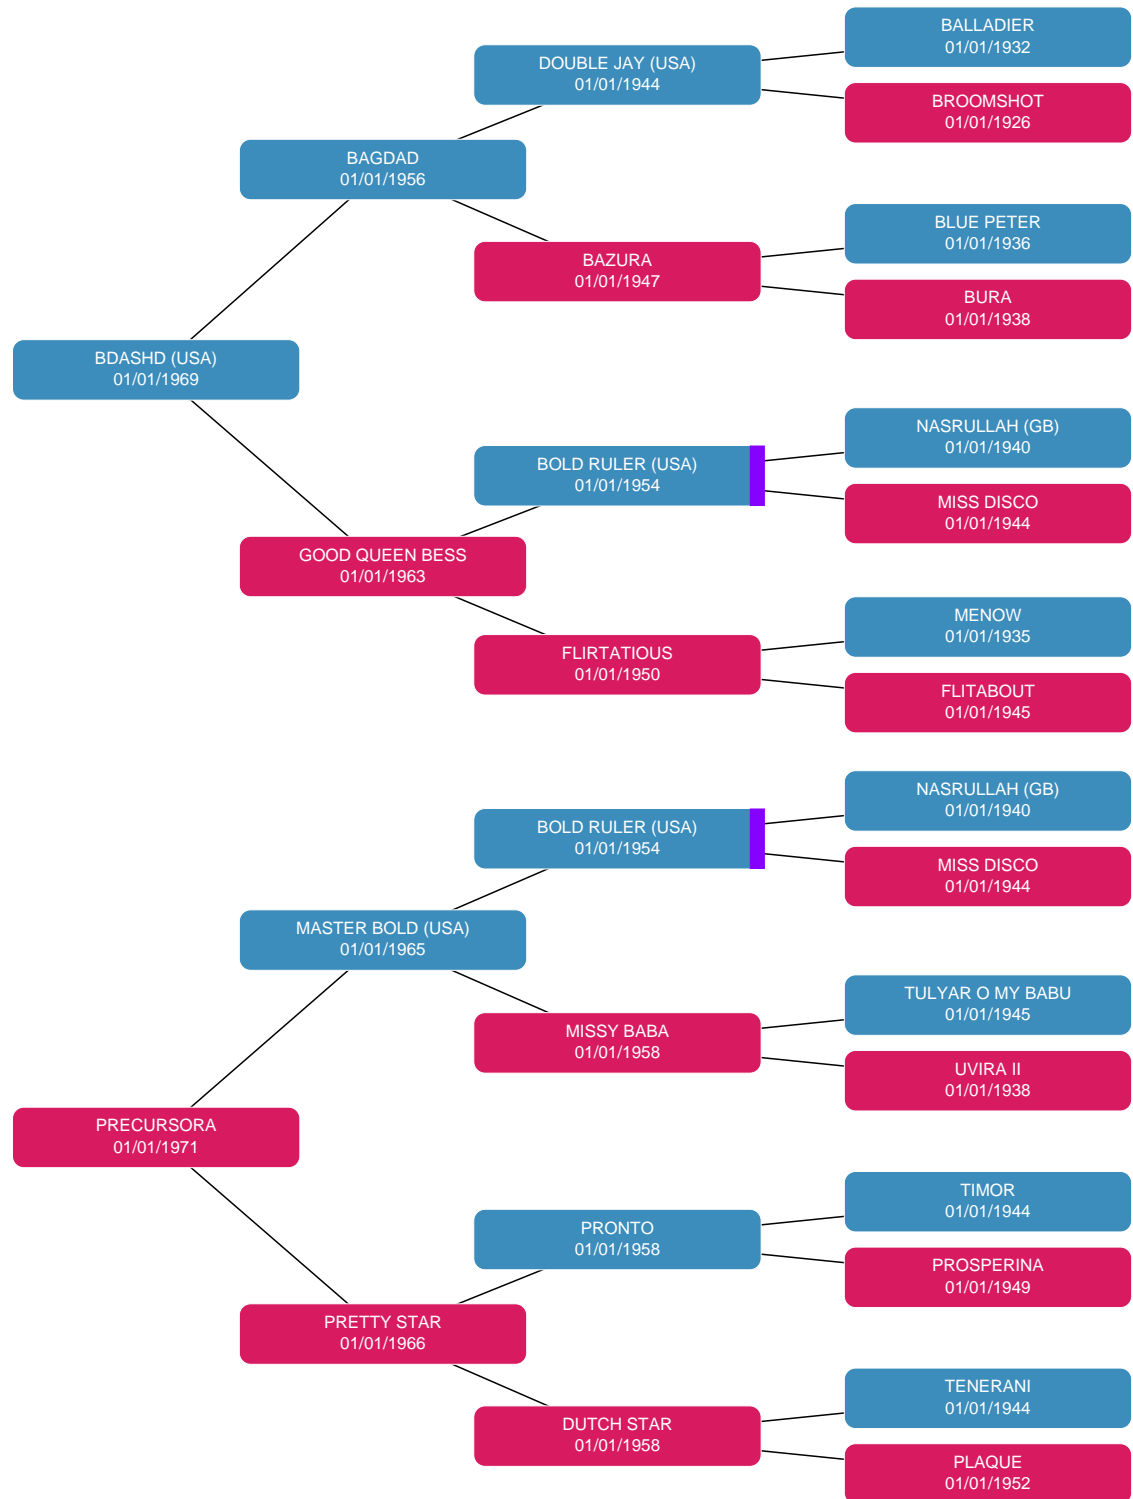 BALLADIER
01/01/1932
DOUBLE JAY (USA)
01/01/1944
BROOMSHOT
01/01/1926
BAGDAD
01/01/1956
BLUE PETER
01/01/1936
BAZURA
01/01/1947
BURA
01/01/1938
BDASHD (USA)
01/01/1969
NASRULLAH (GB)
01/01/1940
BOLD RULER (USA)
01/01/1954
MISS DISCO
01/01/1944
GOOD QUEEN BESS
01/01/1963
MENOW
01/01/1935
FLIRTATIOUS
01/01/1950
FLITABOUT
01/01/1945
NASRULLAH (GB)
01/01/1940
BOLD RULER (USA)
01/01/1954
MISS DISCO
01/01/1944
MASTER BOLD (USA)
01/01/1965
TULYAR O MY BABU
01/01/1945
MISSY BABA
01/01/1958
UVIRA II
01/01/1938
PRECURSORA
01/01/1971
TIMOR
01/01/1944
PRONTO
01/01/1958
PROSPERINA
01/01/1949
PRETTY STAR
01/01/1966
TENERANI
01/01/1944
DUTCH STAR
01/01/1958
PLAQUE
01/01/1952